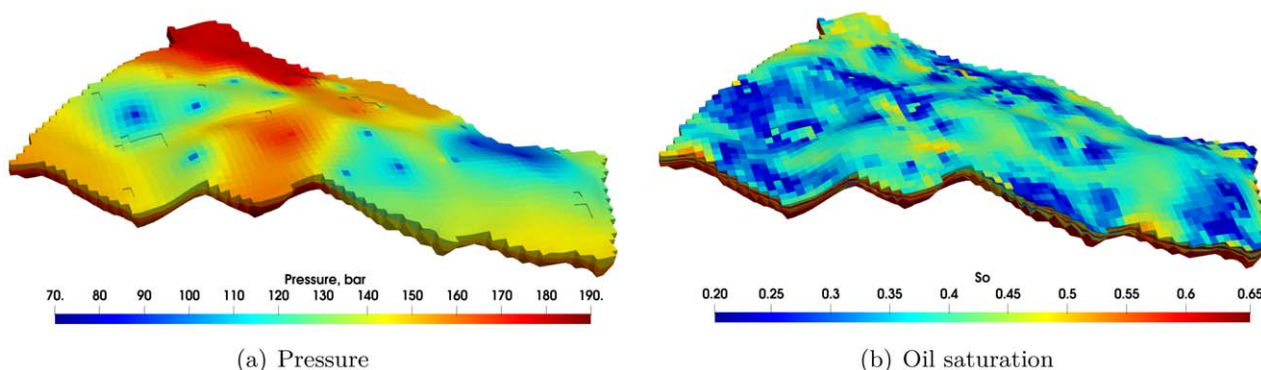 Pressure, bar
70. 80 90 100 110 120 130 140 150 160 170 180 190.
(a) Pressure
So
0.20 0.25 0.3 0.35 0.4 0.45 0.5 0.55 0.6 0.65
(b) Oil saturation